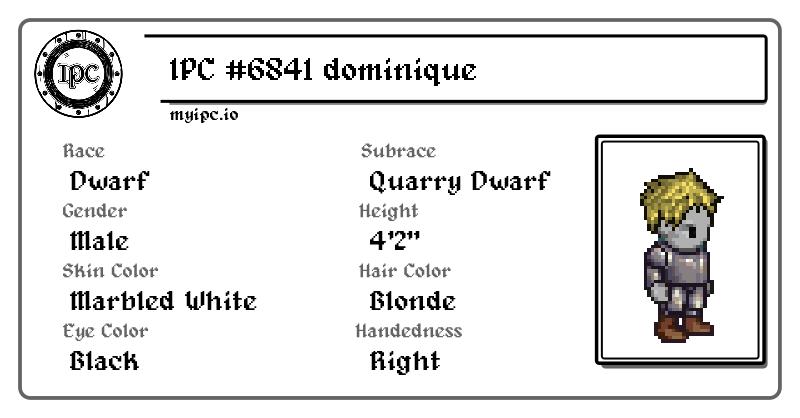 IPC
IPC #6841 dominique
myipc.io
Race
Dwarf
Subrace
Quarry Dwarf
Gender
Male
Height
4'2"
Skin Color
Marbled White
Hair Color
Blonde
Eye Color
Black
Handedness
Right